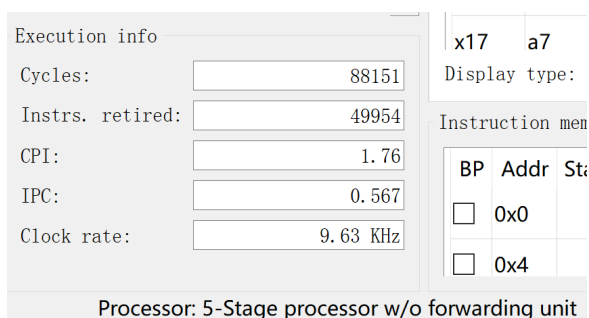 Execution info
Cycles: 88151
Instrs. retired: 49954
CPI: 1.76
IPC: 0.567
Clock rate: 9.63 KHz
x17 a7
Display type:
Instruction mem
BP Addr Sta
0x0
0x4
Processor: 5-Stage processor w/o forwarding unit